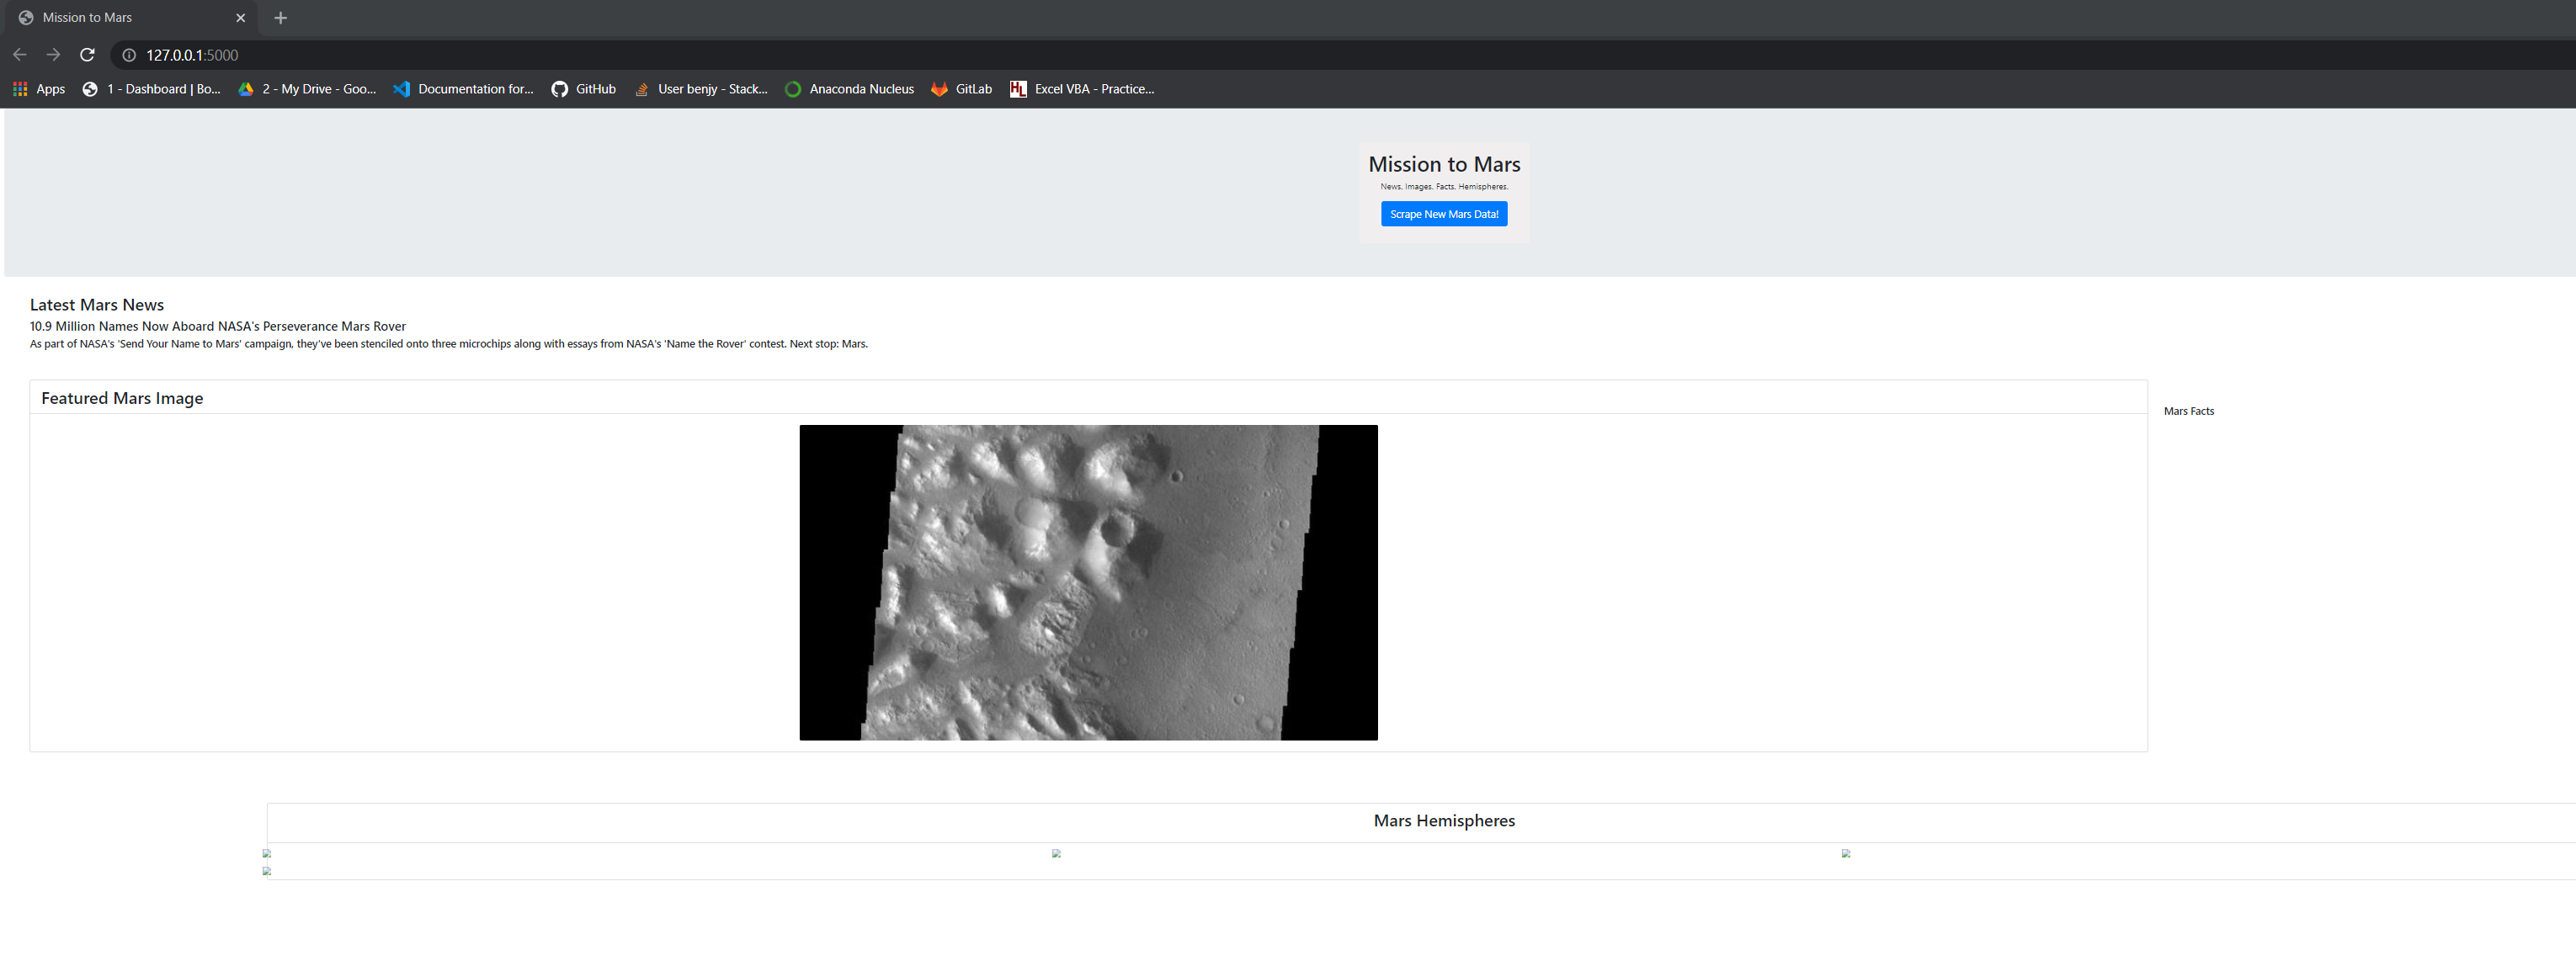 Mission to Mars
127.0.0.1:5000
Apps 1 - Dashboard | Bo... 2 - My Drive - Goo... Documentation for... GitHub User benjy - Stack... Anaconda Nucleus GitLab HL Excel VBA - Practice...
Mission to Mars
News. Images. Facts. Hemispheres.
Scrape New Mars Data!
Latest Mars News
10.9 Million Names Now Aboard NASA's Perseverance Mars Rover
As part of NASA's 'Send Your Name to Mars' campaign, they've been stenciled onto three microchips along with essays from NASA's 'Name the Rover' contest. Next stop: Mars.
Featured Mars Image
Mars Facts
Mars Hemispheres